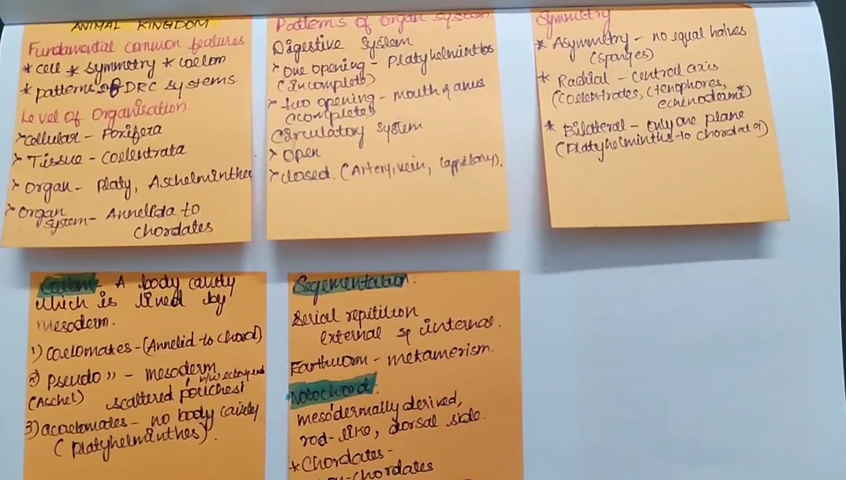 ANIMAL KINGDOM
Fundamental common features
* cell * symmetry * coelom
* patterns of DRC systems
Level of Organisation
> Cellular - Porifera
> Tissue - Coelentrata
> Organ - Platy, Aschelminthes
> Organ system - Annelida to
chordates
Patterns of organ system
Digestive system
> One opening - Platyhelminthes
(incomplete)
> two opening - mouth & anus
(complete)
Circulatory system
> Open
> closed. (Artery, vein, capillary).
Symmetry
* Asymmetry - no equal halves
(sponges)
* Radial - central axis
(coelentrates, ctenophores,
echinoderms*)
* Bilateral - only one plane
(Platyhelminths - to chordata)
Coelom - A body cavity
which is lined by
mesoderm.
1) Coelomates - (Annelid - to chord)
2) Pseudo " - mesoderm
(Aschel) scattered pouches
3) acoelomates - no body cavity
(platyhelminthes).
Segementation:
serial repitition
external internal.
Earthworm - metamerism.
Notochord:
mesodermally derived,
rod-like, dorsal side.
* Chordates -
chordates